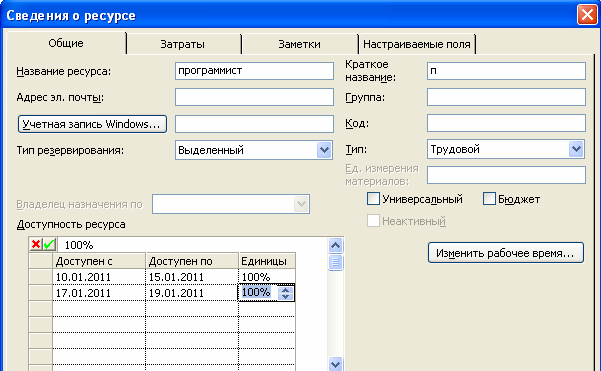 Сведения о ресурсе
Общие Затраты Заметки Настраиваемые поля
Название ресурса: программист Краткое название: п
Адрес эл. почты: Группа:
Учетная запись Windows... Код:
Тип резервирования: Выделенный Тип: Трудовой
Ед. измерения материалов:
Владелец назначения по Универсальный Бюджет
Неактивный
Доступность ресурса
100% Изменить рабочее время...
Доступен с Доступен по Единицы
10.01.2011 15.01.2011 100%
17.01.2011 19.01.2011 100%